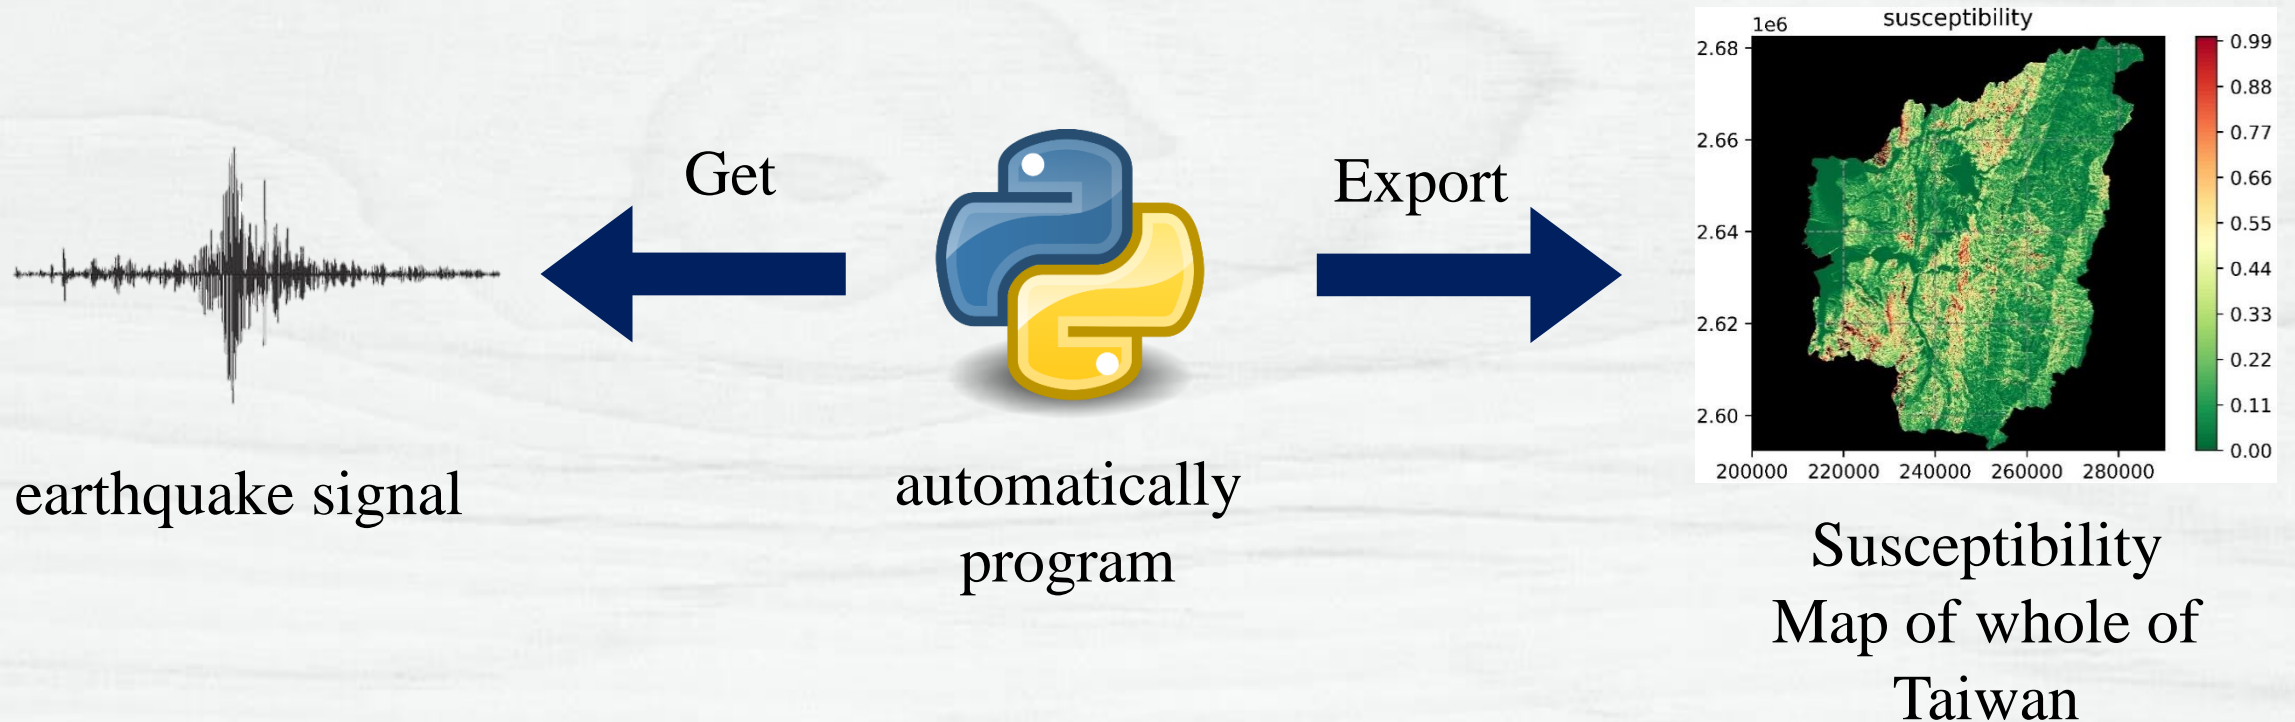 Get
earthquake signal
automatically
program
Export
susceptibility
1e6
2.68
2.66
2.64
2.62
2.60
200000 220000 240000 260000 280000
0.99
0.88
0.77
0.66
0.55
0.44
0.33
0.22
0.11
0.00
Susceptibility
Map of whole of
Taiwan